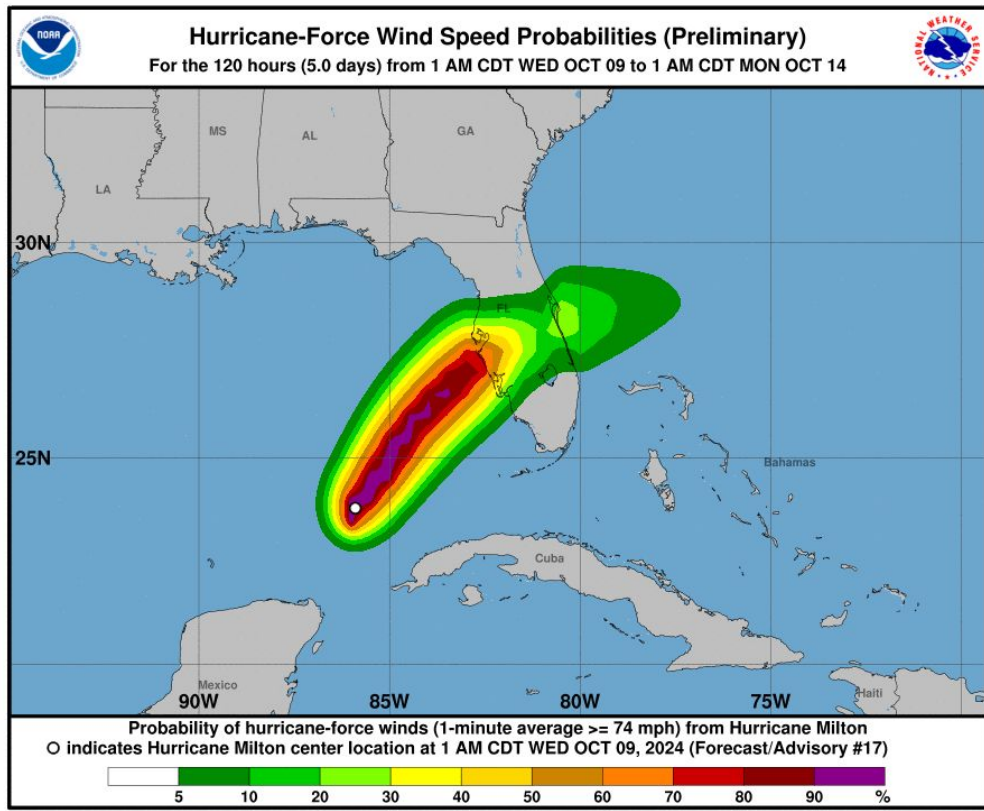 Hurricane-Force Wind Speed Probabilities (Preliminary)
For the 120 hours (5.0 days) from 1 AM CDT WED OCT 09 to 1 AM CDT MON OCT 14
NOAA
NATIONAL WEATHER SERVICE
MS
AL
GA
LA
30N
FL
25N
Bahamas
Cuba
Mexico
Haiti
90W
85W
80W
75W
Probability of hurricane-force winds (1-minute average >= 74 mph) from Hurricane Milton
indicates Hurricane Milton center location at 1 AM CDT WED OCT 09, 2024 (Forecast/Advisory #17)
5 10 20 30 40 50 60 70 80 90 %